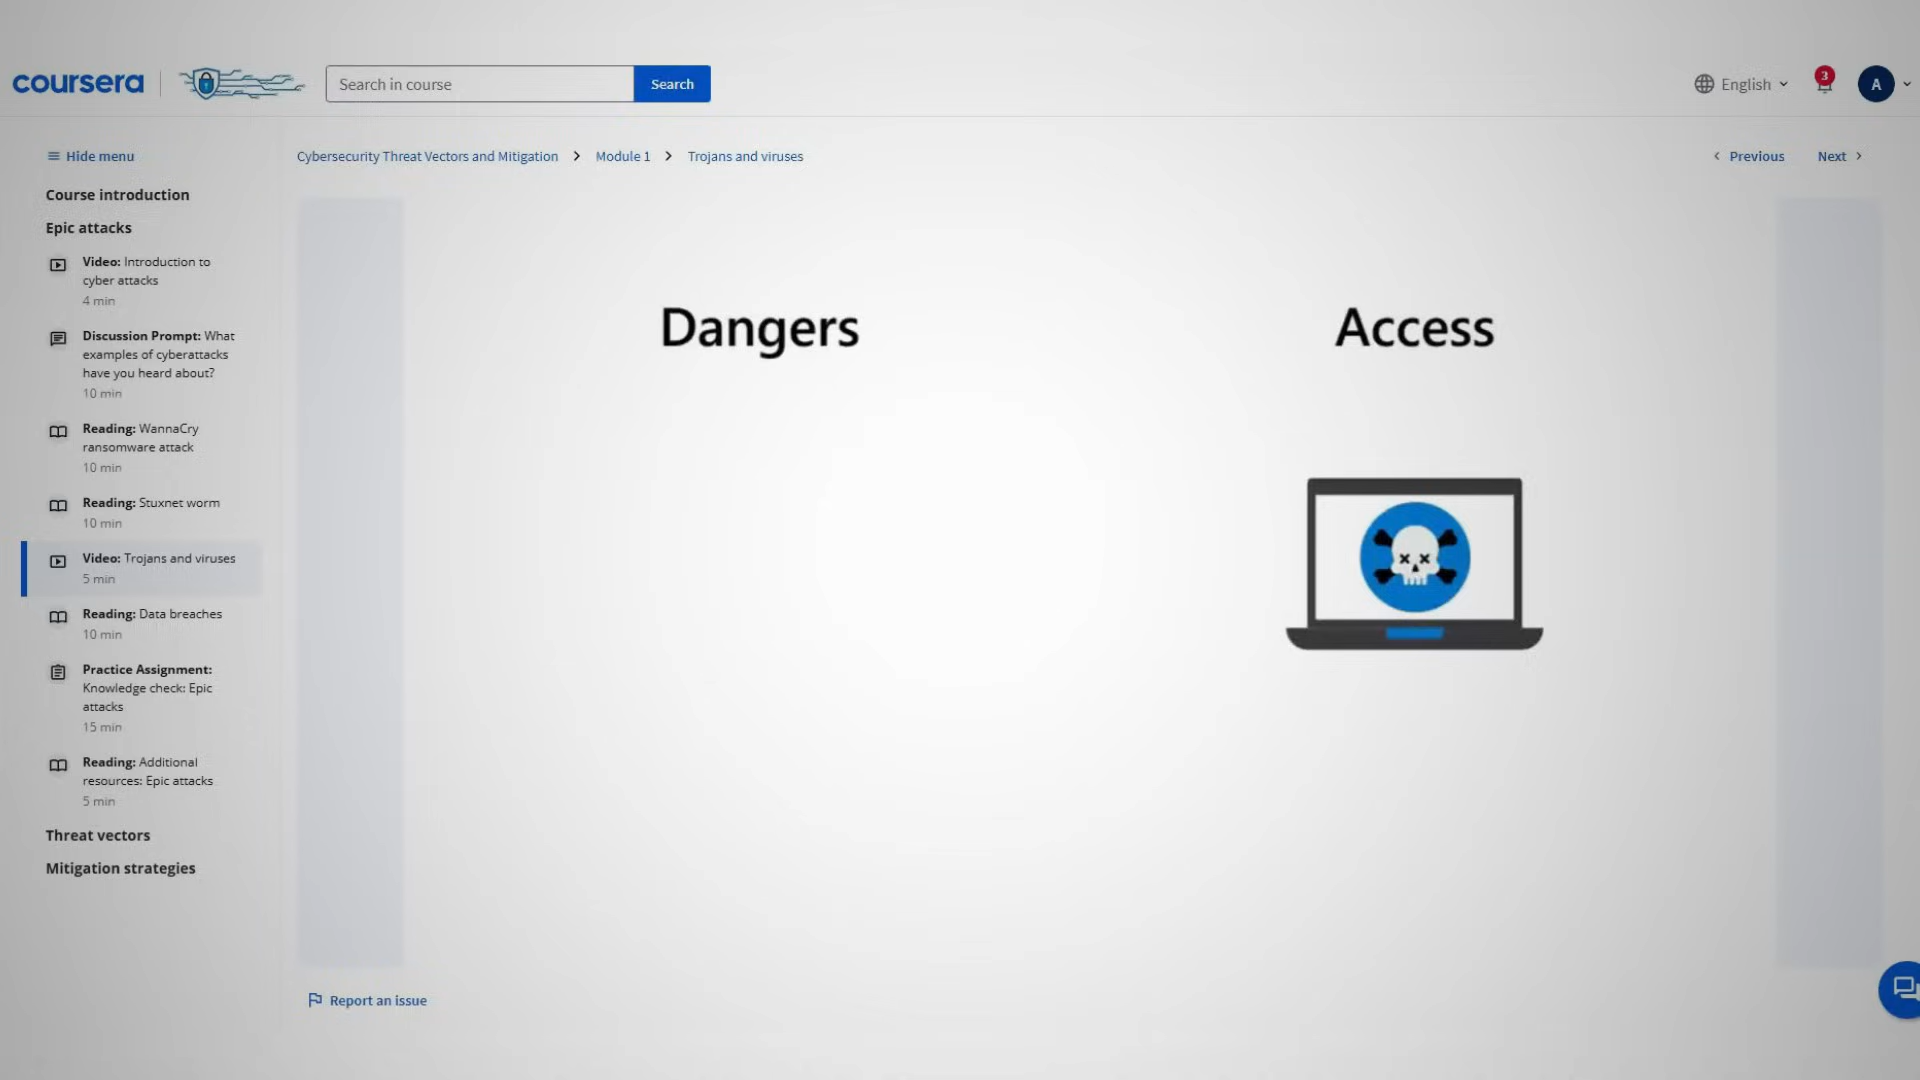 coursera
Search in course
Search
English
3
A
Hide menu
Cybersecurity Threat Vectors and Mitigation
Module 1
Trojans and viruses
Previous
Next
Course introduction
Epic attacks
Video: Introduction to
cyber attacks
4 min
Discussion Prompt: What
examples of cyberattacks
have you heard about?
10 min
Reading: WannaCry
ransomware attack
10 min
Reading: Stuxnet worm
10 min
Video: Trojans and viruses
5 min
Reading: Data breaches
10 min
Practice Assignment:
Knowledge check: Epic
attacks
15 min
Reading: Additional
resources: Epic attacks
5 min
Threat vectors
Mitigation strategies
Dangers
Access
Report an issue